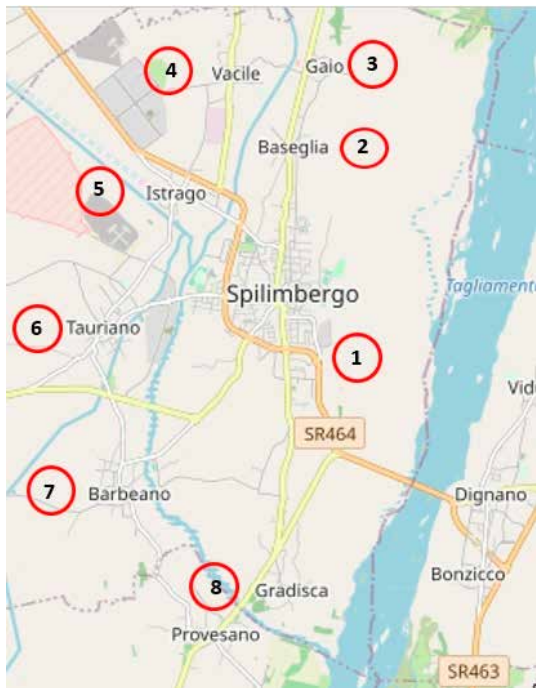 4
Vacile
Gaio
3
Baseglia
2
5
Istrago
Spilimbergo
Tagliament
6
Tauriano
1
Vid
SR464
7
Barbeano
Dignano
Bonzicco
8
Gradisca
Provesano
SR463